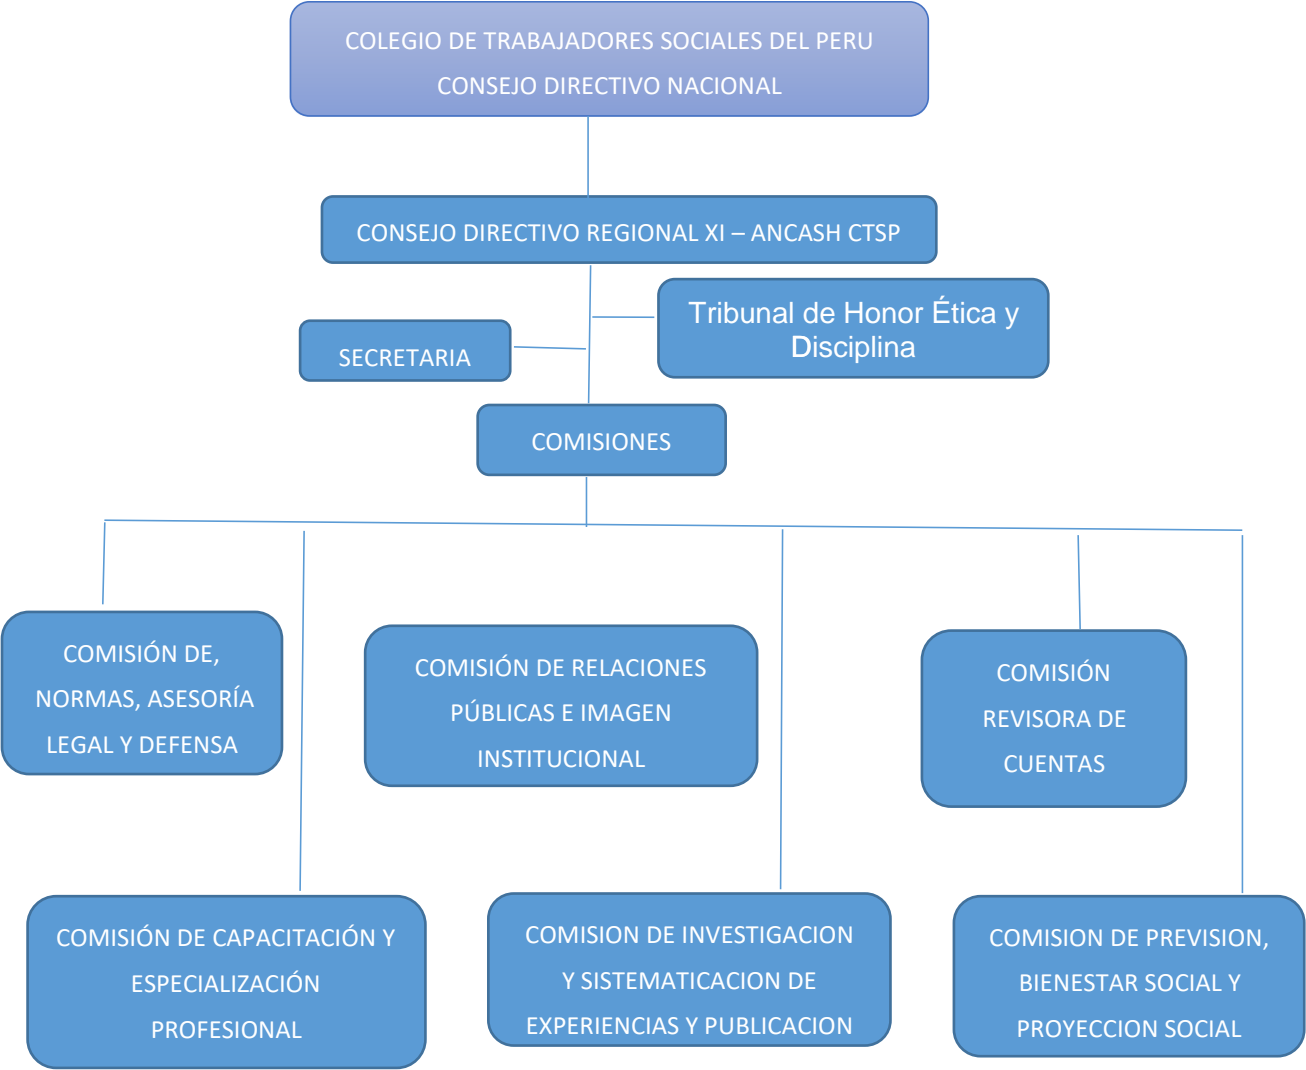 COLEGIO DE TRABAJADORES SOCIALES DEL PERU
CONSEJO DIRECTIVO NACIONAL
CONSEJO DIRECTIVO REGIONAL XI – ANCASH CTSP
Tribunal de Honor Ética y
Disciplina
SECRETARIA
COMISIONES
COMISIÓN DE,
NORMAS, ASESORÍA
LEGAL Y DEFENSA
COMISIÓN DE RELACIONES
PÚBLICAS E IMAGEN
INSTITUCIONAL
COMISIÓN
REVISORA DE
CUENTAS
COMISIÓN DE CAPACITACIÓN Y
ESPECIALIZACIÓN
PROFESIONAL
COMISION DE INVESTIGACION
Y SISTEMATICACION DE
EXPERIENCIAS Y PUBLICACION
COMISION DE PREVISION,
BIENESTAR SOCIAL Y
PROYECCION SOCIAL